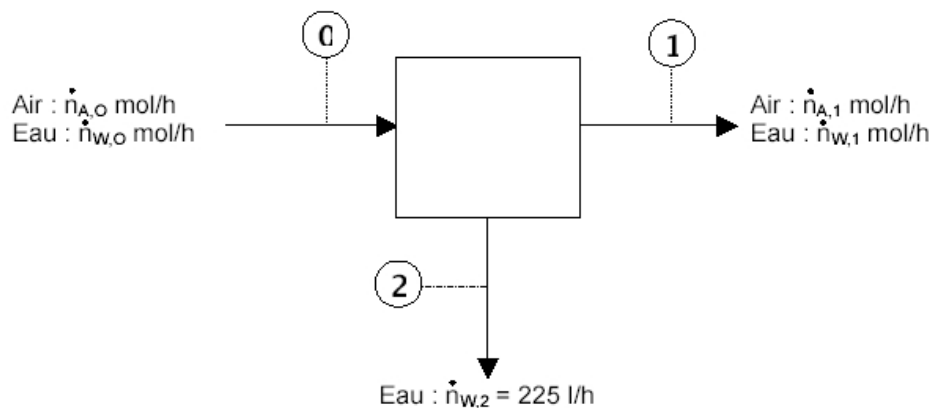 0
1
Air : ṅA,O mol/h
Eau : ṅW,O mol/h
Air : ṅA,1 mol/h
Eau : ṅW,1 mol/h
2
Eau : ṅW,2 = 225 l/h